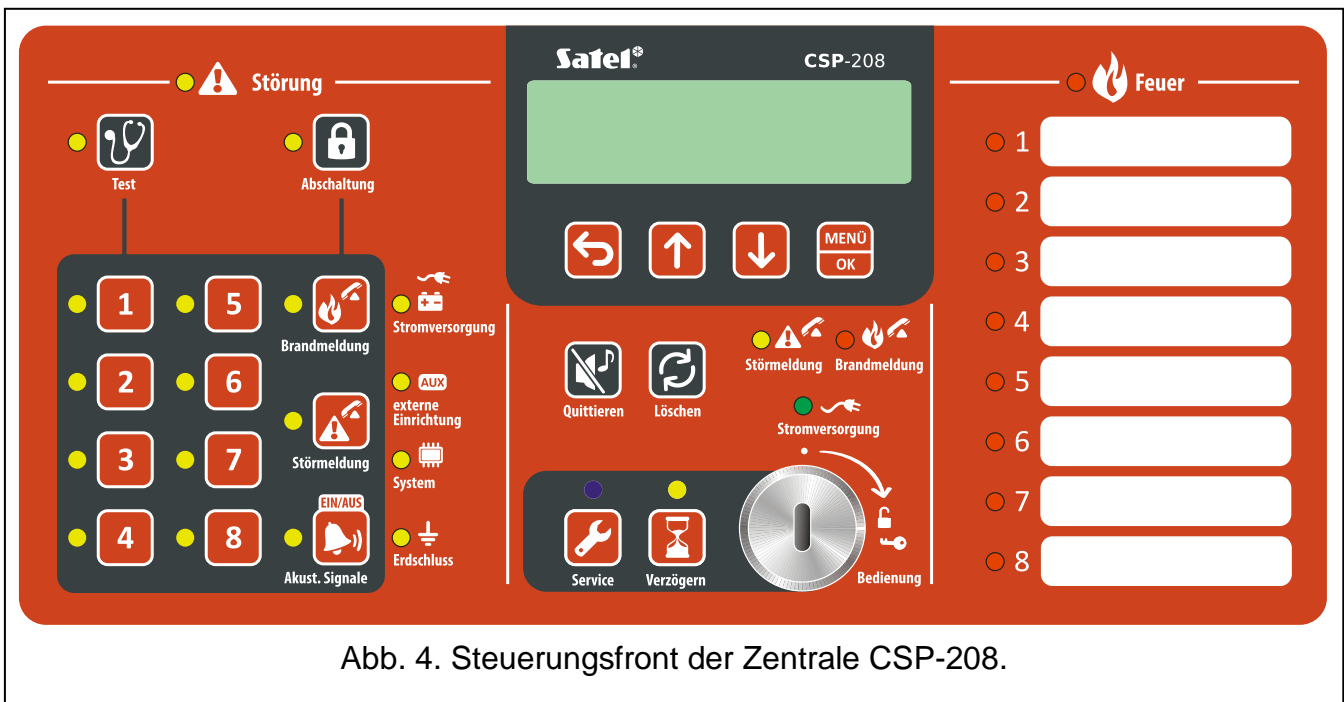 Störung
Test
Abschaltung
1
5
Brandmeldung
Stromversorgung
2
6
AUX
externe
Einrichtung
3
7
Störmeldung
System
4
8
EIN/AUS
Akust. Signale
Erdschluss
Satel®
CSP-208
MENÜ
OK
Quittieren
Löschen
Störmeldung
Brandmeldung
Stromversorgung
Service
Verzögern
Bedienung
Feuer
1
2
3
4
5
6
7
8
Abb. 4. Steuerungsfront der Zentrale CSP-208.